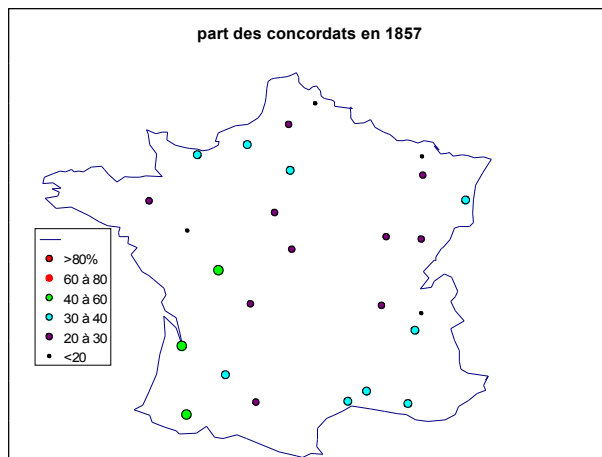 part des concordats en 1857
>80%
60 à 80
40 à 60
30 à 40
20 à 30
<20